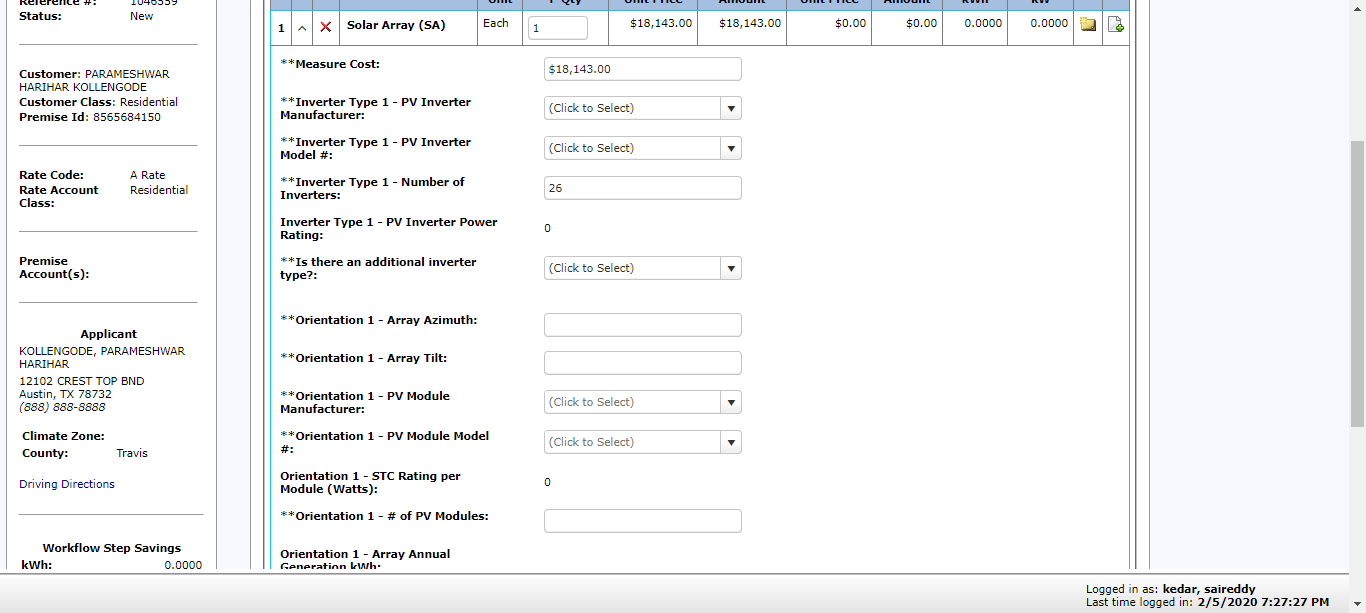 Reference #: 1046559
Status: New
Customer: PARAMESHWAR
HARIHAR KOLLENGODE
Customer Class: Residential
Premise Id: 8565684150
Rate Code: A Rate
Rate Account Residential
Class:
Premise
Account(s):
Applicant
KOLLENGODE, PARAMESHWAR
HARIHAR
12102 CREST TOP BND
Austin, TX 78732
(888) 888-8888
Climate Zone:
County: Travis
Driving Directions
Workflow Step Savings
kWh: 0.0000
Unit Qty Unit Price Amount Unit Price Amount kWh kW
1 Solar Array (SA) Each 1 $18,143.00 $18,143.00 $0.00 $0.00 0.0000 0.0000
**Measure Cost: $18,143.00
**Inverter Type 1 - PV Inverter
Manufacturer: (Click to Select)
**Inverter Type 1 - PV Inverter
Model #: (Click to Select)
**Inverter Type 1 - Number of
Inverters: 26
Inverter Type 1 - PV Inverter Power
Rating: 0
**Is there an additional inverter
type?: (Click to Select)
**Orientation 1 - Array Azimuth:
**Orientation 1 - Array Tilt:
**Orientation 1 - PV Module
Manufacturer: (Click to Select)
**Orientation 1 - PV Module Model
#: (Click to Select)
Orientation 1 - STC Rating per
Module (Watts): 0
**Orientation 1 - # of PV Modules:
Orientation 1 - Array Annual
Generation kWh:
Logged in as: kedar, saireddy
Last time logged in: 2/5/2020 7:27:27 PM